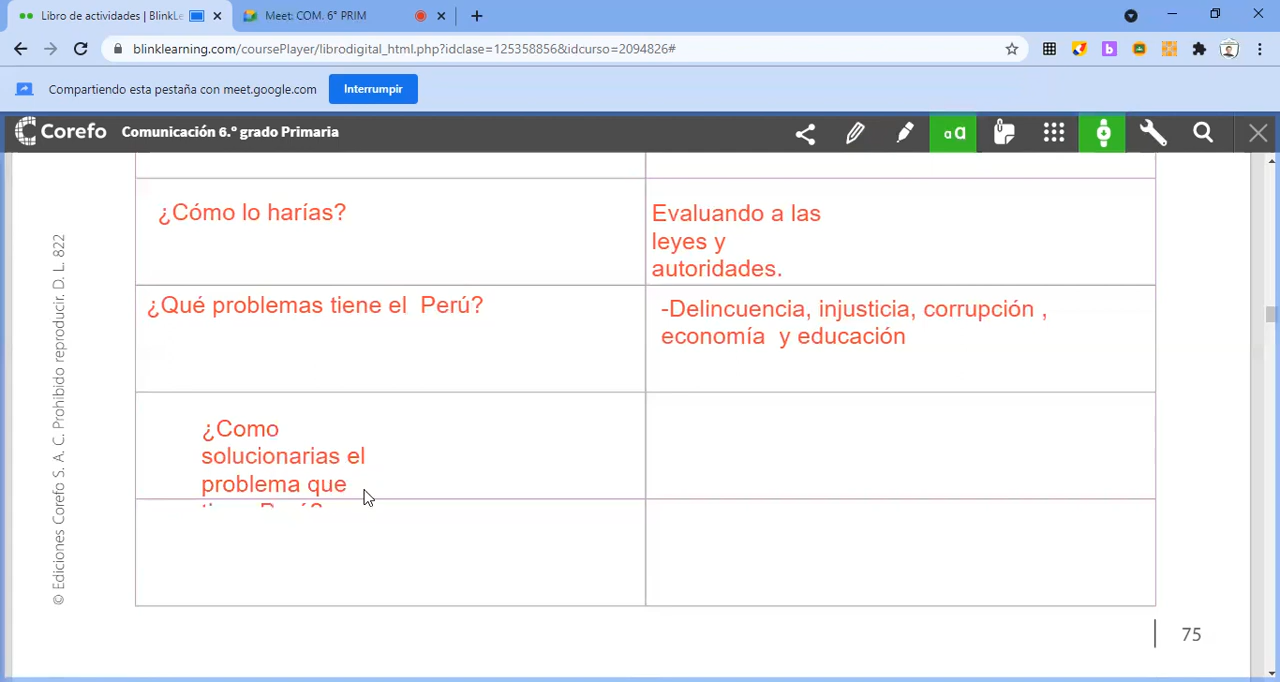 Libro de actividades | BlinkLe
Meet: COM. 6° PRIM
blinklearning.com/coursePlayer/librodigital_html.php?idclase=125358856&idcurso=2094826#
Compartiendo esta pestaña con meet.google.com
Interrumpir
Corefo
Comunicación 6.º grado Primaria
aa
¿Cómo lo harías?
Evaluando a las
leyes y
autoridades.
¿Qué problemas tiene el Perú?
-Delincuencia, injusticia, corrupción ,
economía y educación
¿Como
solucionarias el
problema que
© Ediciones Corefo S. A. C. Prohibido reproducir. D. L. 822
75